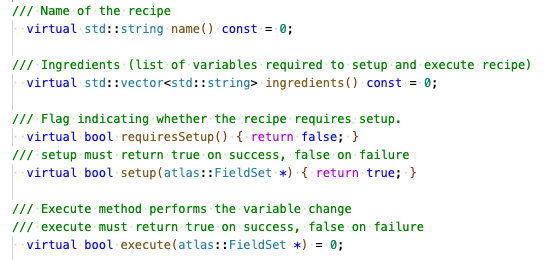 /// Name of the recipe
virtual std::string name() const = 0;
/// Ingredients (list of variables required to setup and execute recipe)
virtual std::vector<std::string> ingredients() const = 0;
/// Flag indicating whether the recipe requires setup.
virtual bool requiresSetup() { return false; }
/// setup must return true on success, false on failure
virtual bool setup(atlas::FieldSet *) { return true; }
/// Execute method performs the variable change
/// execute must return true on success, false on failure
virtual bool execute(atlas::FieldSet *) = 0;